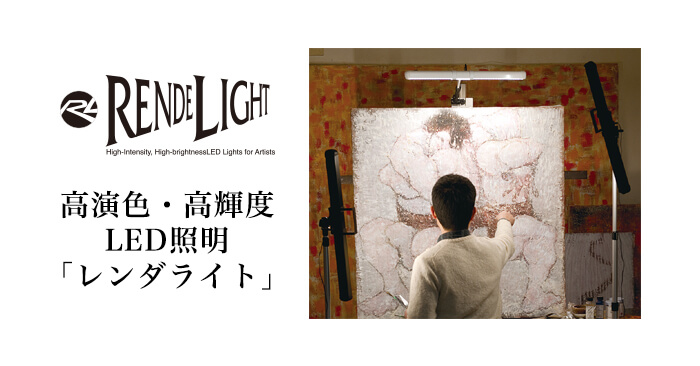 RL RENDELIGHT
High-Intensity, High-brightnessLED Lights for Artists
高演色・高輝度
LED照明
「レンダライト」